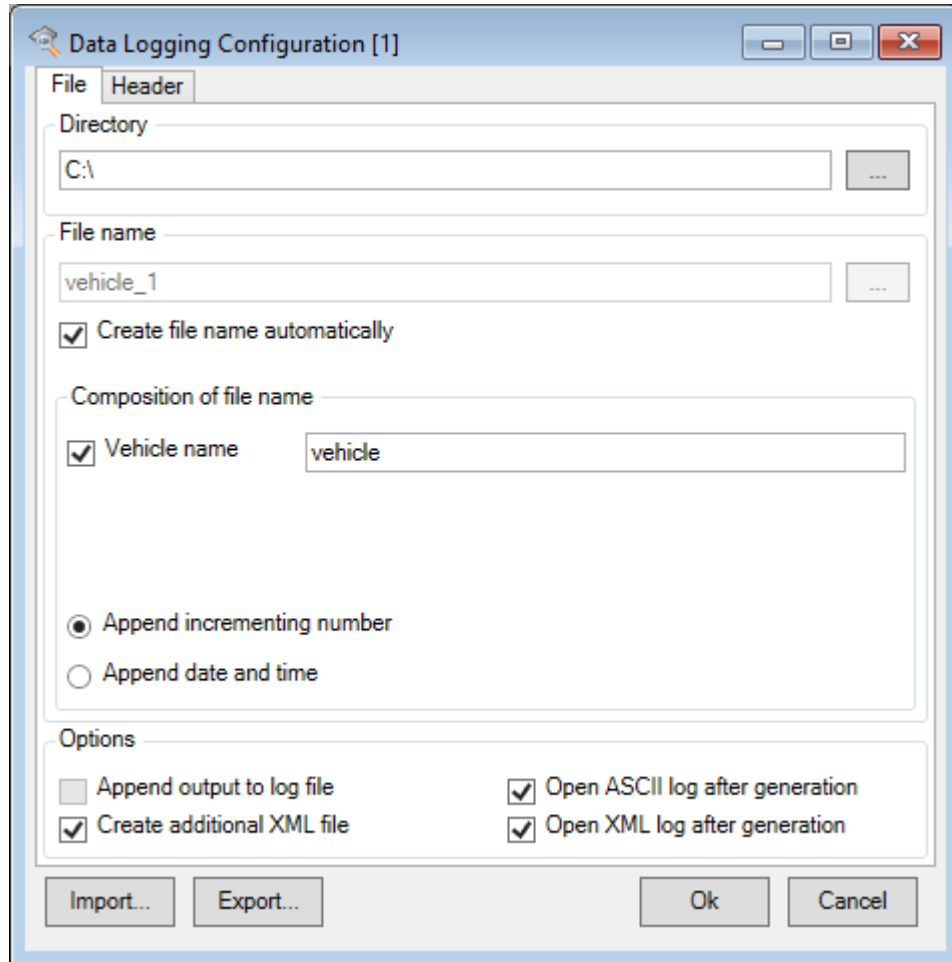 Data Logging Configuration [1]
File Header
Directory
C:\ ...
File name
vehicle_1 ...
Create file name automatically
Composition of file name
Vehicle name vehicle
Append incrementing number
Append date and time
Options
Append output to log file Open ASCII log after generation
Create additional XML file Open XML log after generation
Import... Export... Ok Cancel